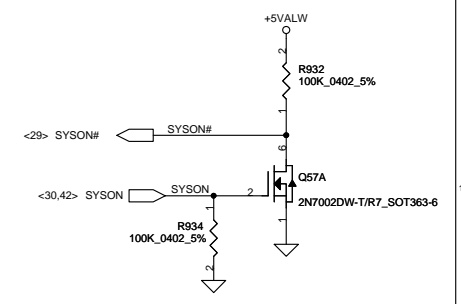 +5VALW
2
R932
100K_0402_5%
1
<29> SYSON#
SYSON#
6
Q57A
2
2N7002DW-T/R7_SOT363-6
1
<30,42> SYSON
SYSON
1
R934
100K_0402_5%
2